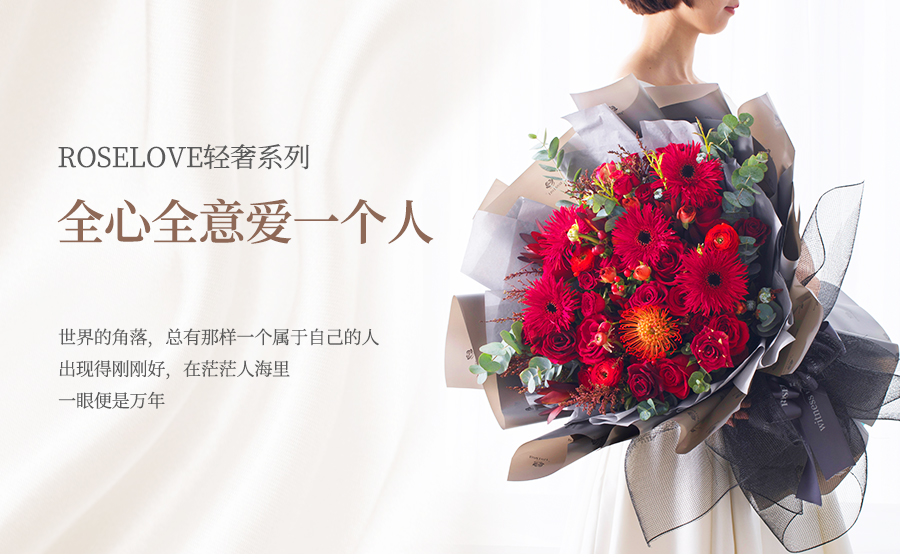 ROSELOVE轻奢系列
全心全意爱一个人
世界的角落，总有那样一个属于自己的人
出现得刚刚好，在茫茫人海里
一眼便是万年
witness